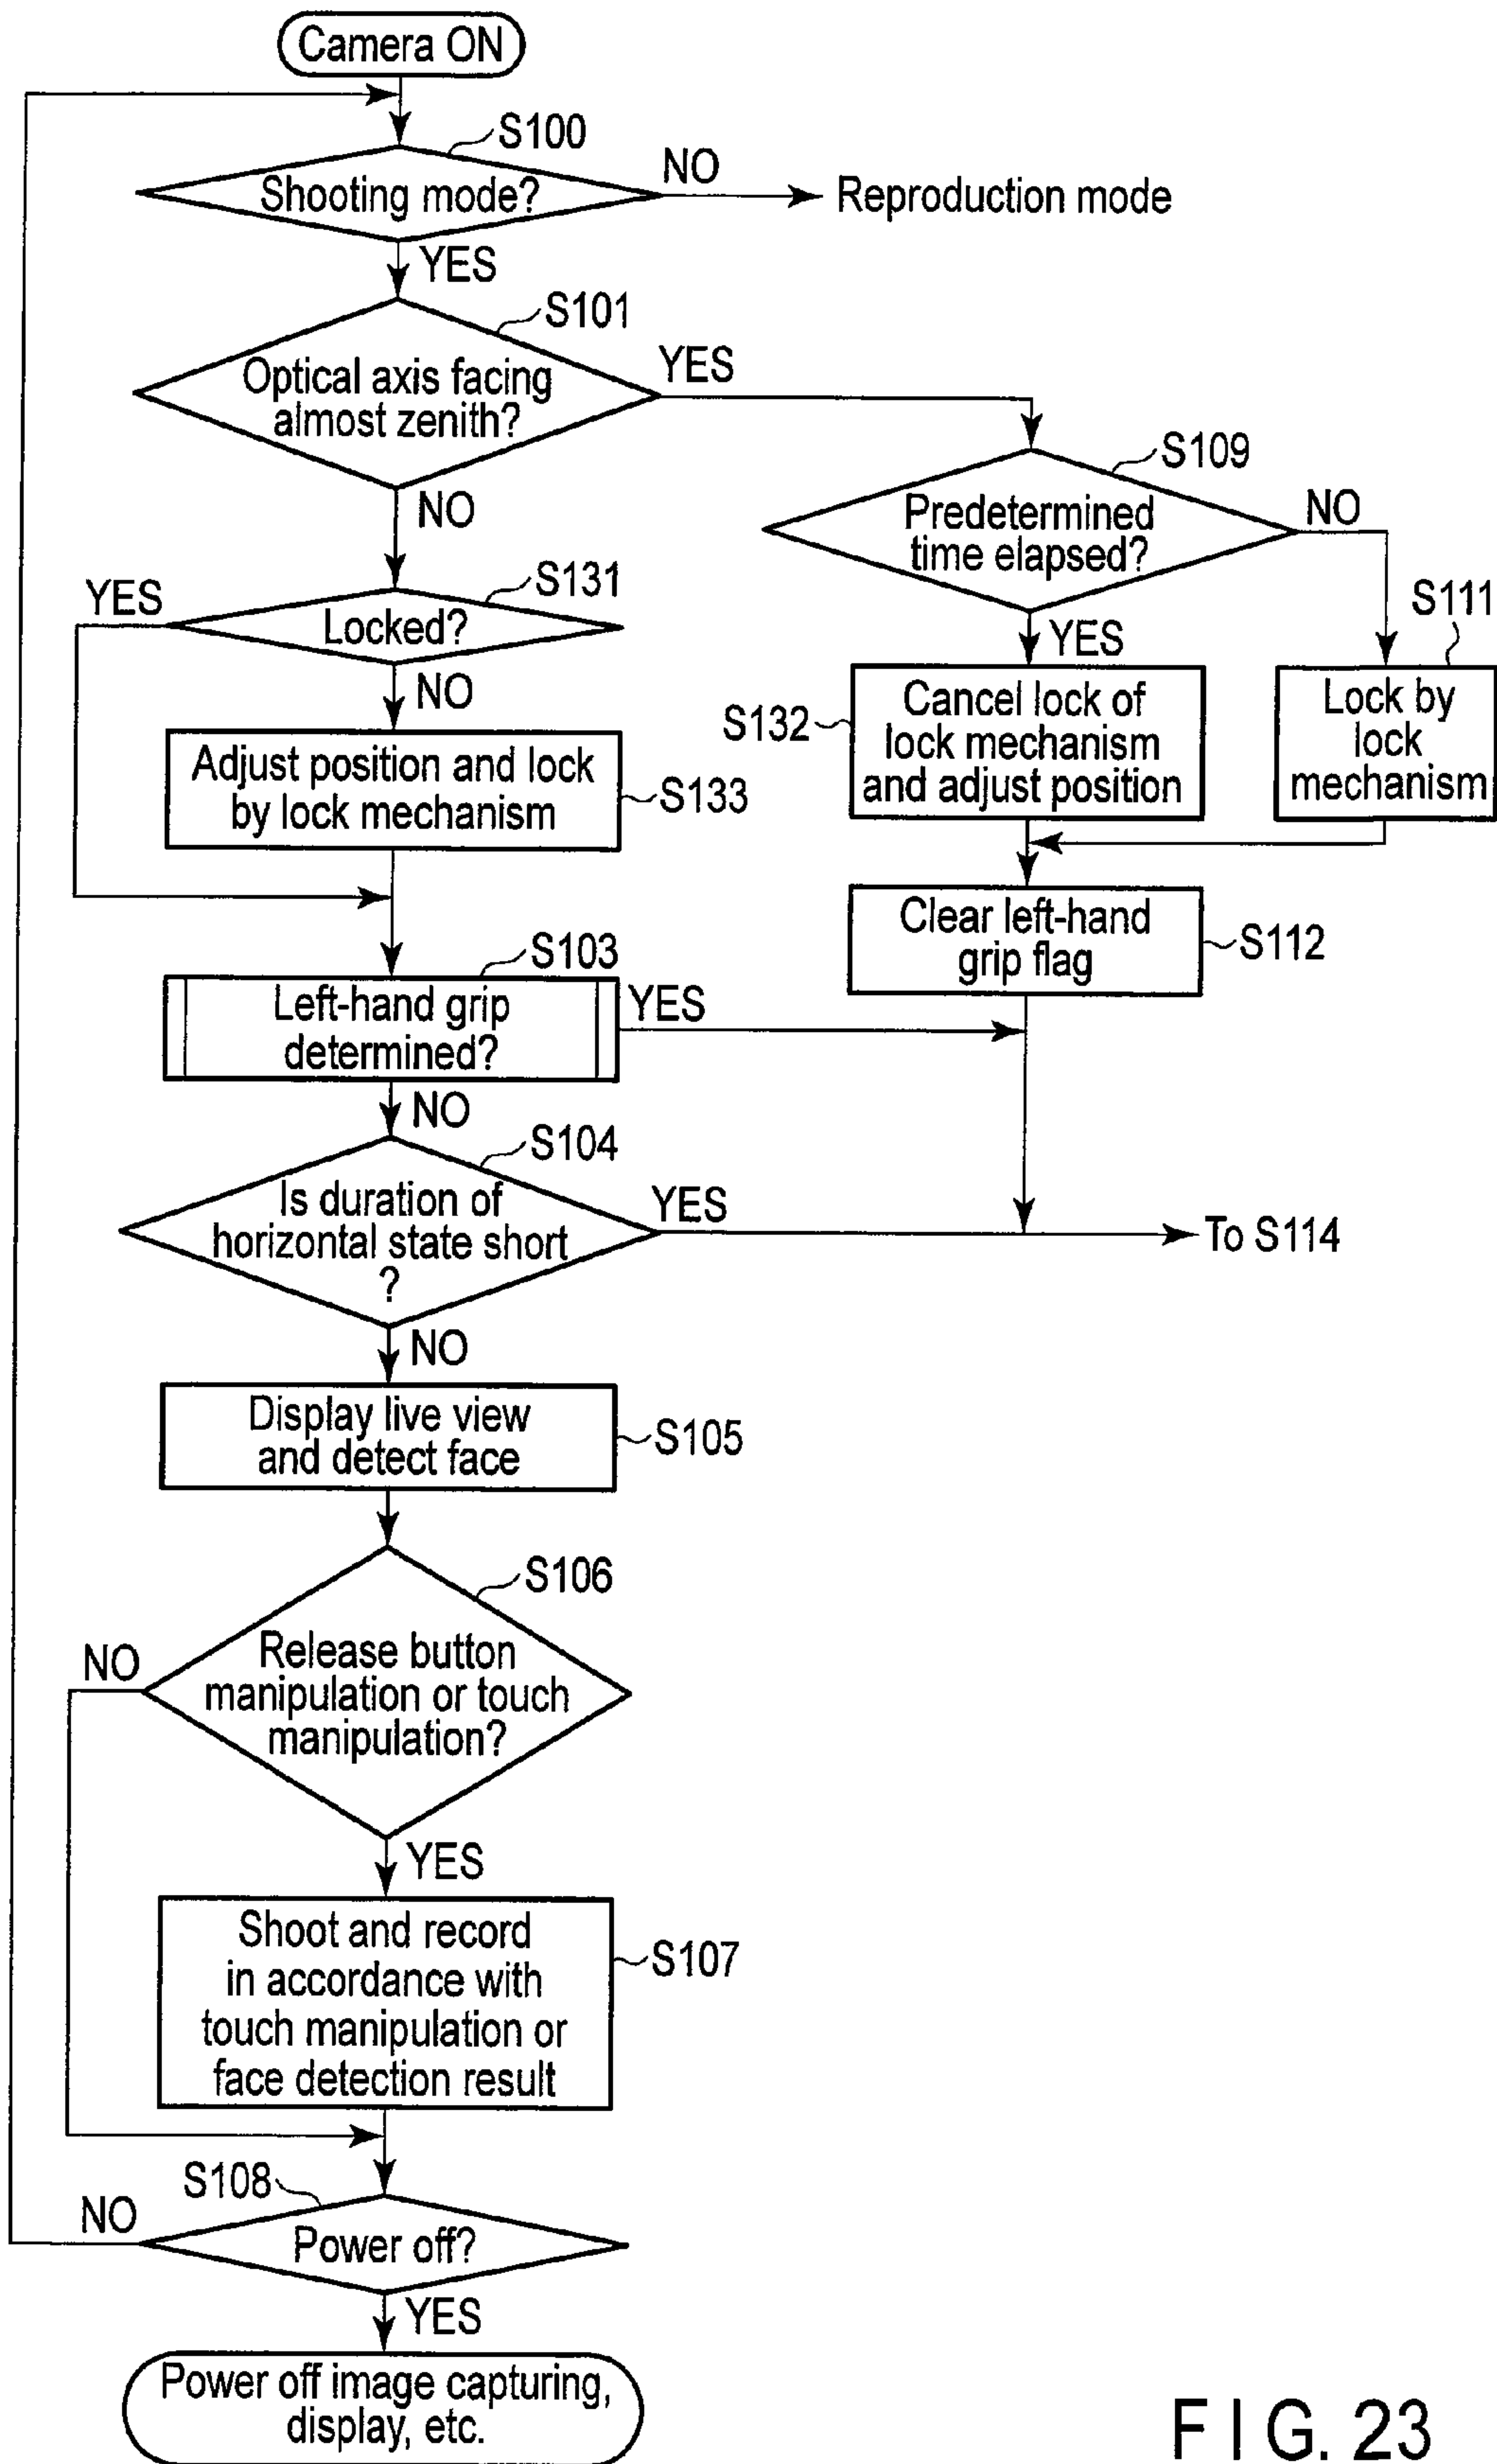 Camera ON
S100
Shooting mode?
NO
Reproduction mode
YES
S101
Optical axis facing
almost zenith?
YES
NO
S109
Predetermined
time elapsed?
NO
YES
S131
Locked?
YES
NO
S111
Lock by
lock
mechanism
S132
Cancel lock of
lock mechanism
and adjust position
Adjust position and lock
by lock mechanism
S133
Clear left-hand
grip flag
S112
S103
Left-hand grip
determined?
YES
NO
S104
Is duration of
horizontal state short
?
YES
To S114
NO
Display live view
and detect face
S105
S106
Release button
manipulation or touch
manipulation?
NO
YES
Shoot and record
in accordance with
touch manipulation or
face detection result
S107
S108
Power off?
NO
YES
Power off image capturing,
display, etc.
FIG. 23